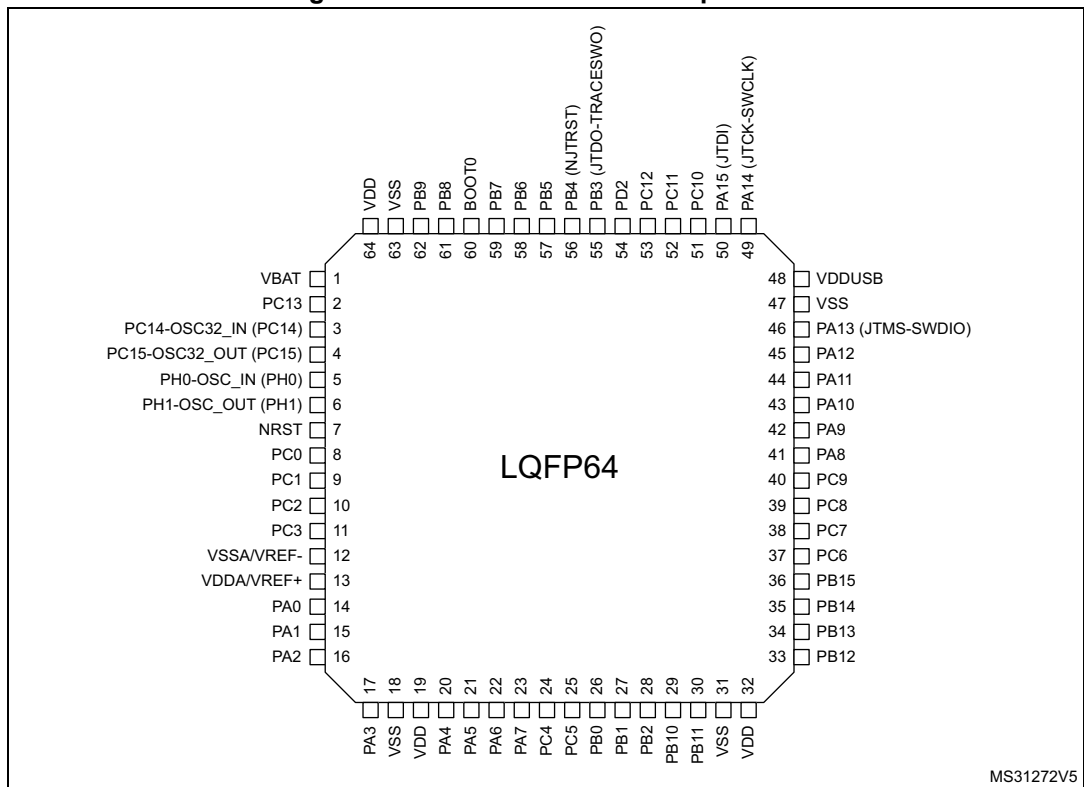 VDD
VSS
PB9
PB8
BOOT0
PB7
PB6
PB5
PB4 (NJTRST)
PB3 (JTDO-TRACESWO)
PD2
PC12
PC11
PC10
PA15 (JTDI)
PA14 (JTCK-SWCLK)
64
63
62
61
60
59
58
57
56
55
54
53
52
51
50
49
VBAT 1
PC13 2
PC14-OSC32_IN (PC14) 3
PC15-OSC32_OUT (PC15) 4
PH0-OSC_IN (PH0) 5
PH1-OSC_OUT (PH1) 6
NRST 7
PC0 8
PC1 9
PC2 10
PC3 11
VSSA/VREF- 12
VDDA/VREF+ 13
PA0 14
PA1 15
PA2 16
LQFP64
48 VDDUSB
47 VSS
46 PA13 (JTMS-SWDIO)
45 PA12
44 PA11
43 PA10
42 PA9
41 PA8
40 PC9
39 PC8
38 PC7
37 PC6
36 PB15
35 PB14
34 PB13
33 PB12
17
18
19
20
21
22
23
24
25
26
27
28
29
30
31
32
PA3
VSS
VDD
PA4
PA5
PA6
PA7
PC4
PC5
PB0
PB1
PB2
PB10
PB11
VSS
VDD
MS31272V5